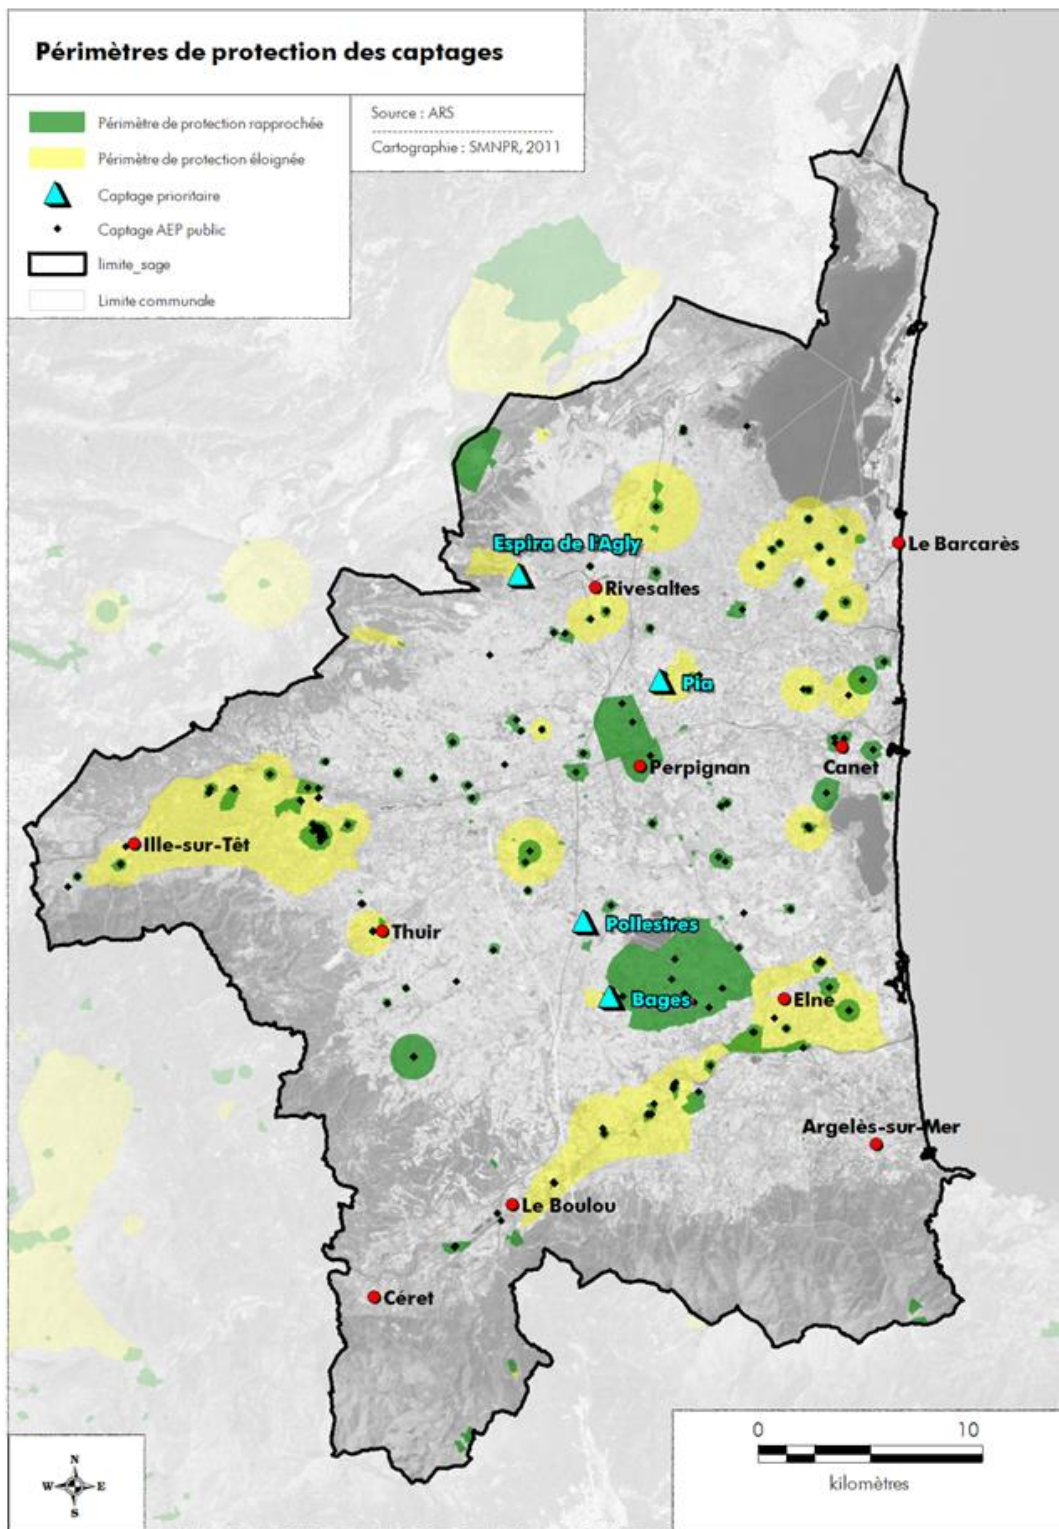 Périmètres de protection des captages
Périmètre de protection rapprochée
Périmètre de protection éloignée
Captage prioritaire
Captage AEP public
limite_sage
Limite communale
Source : ARS
Cartographie : SMNPR, 2011
Espira de l'Agly
Le Barcarès
Rivesaltes
Pia
Perpignan
Canet
Ille-sur-Têt
Pollestres
Thuir
Bages
Elne
Argelès-sur-Mer
Le Boulou
Céret
N
W E
S
0 10
kilomètres